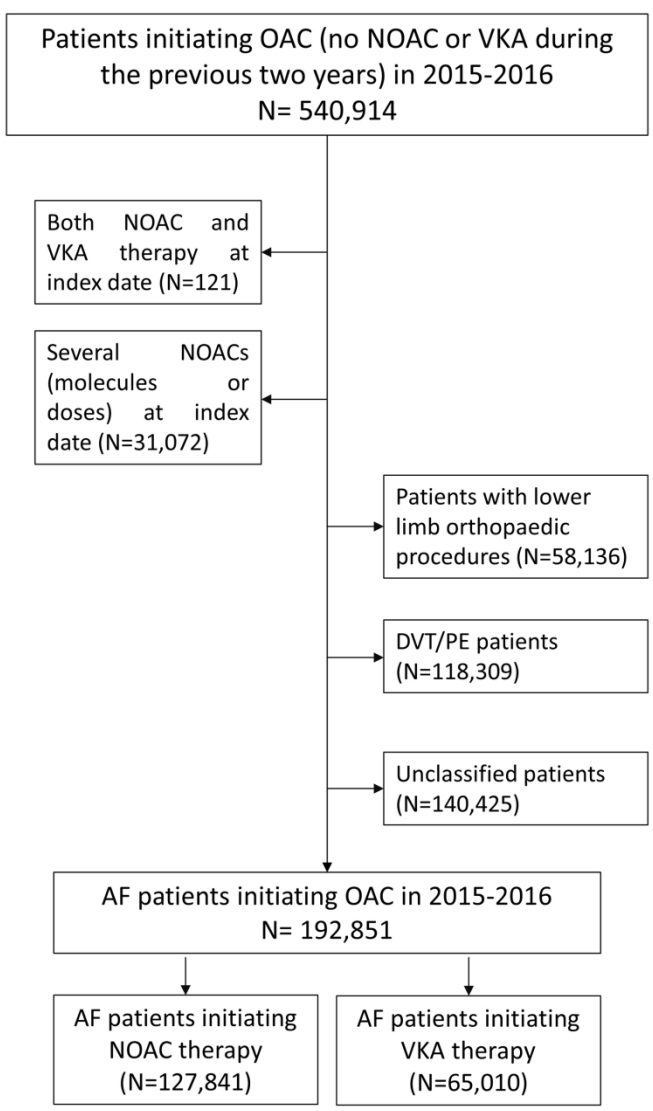 Patients initiating OAC (no NOAC or VKA during
the previous two years) in 2015-2016
N= 540,914
Both NOAC and
VKA therapy at
index date (N=121)
Several NOACs
(molecules or
doses) at index
date (N=31,072)
Patients with lower
limb orthopaedic
procedures (N=58,136)
DVT/PE patients
(N=118,309)
Unclassified patients
(N=140,425)
AF patients initiating OAC in 2015-2016
N= 192,851
AF patients initiating
NOAC therapy
(N=127,841)
AF patients initiating
VKA therapy
(N=65,010)